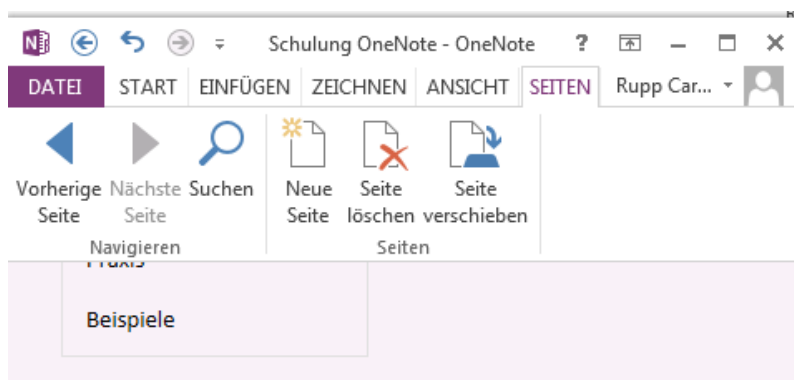 Schulung OneNote - OneNote ?
DATEI START EINFÜGEN ZEICHNEN ANSICHT SEITEN Rupp Car...
Vorherige Nächste Suchen Neue Seite Seite
Seite Seite Seite löschen verschieben
Navigieren Seiten
Praxis
Beispiele